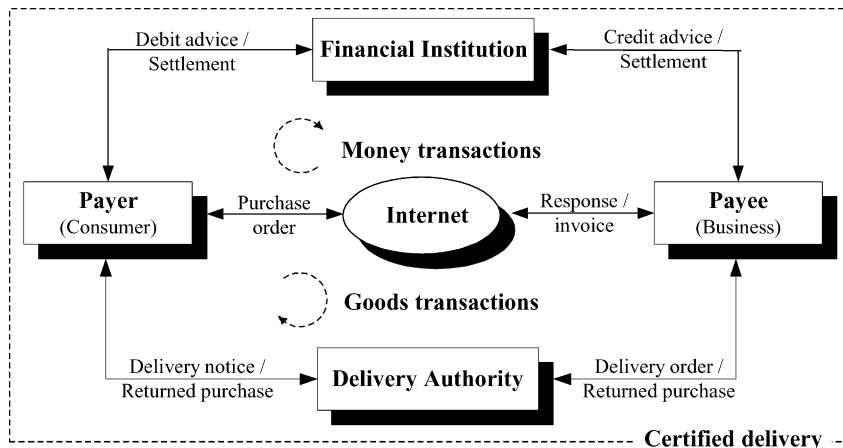 Debit advice /
Settlement
Financial Institution
Credit advice /
Settlement
Money transactions
Payer
(Consumer)
Purchase
order
Internet
Response /
invoice
Payee
(Business)
Goods transactions
Delivery notice /
Returned purchase
Delivery Authority
Delivery order /
Returned purchase
Certified delivery